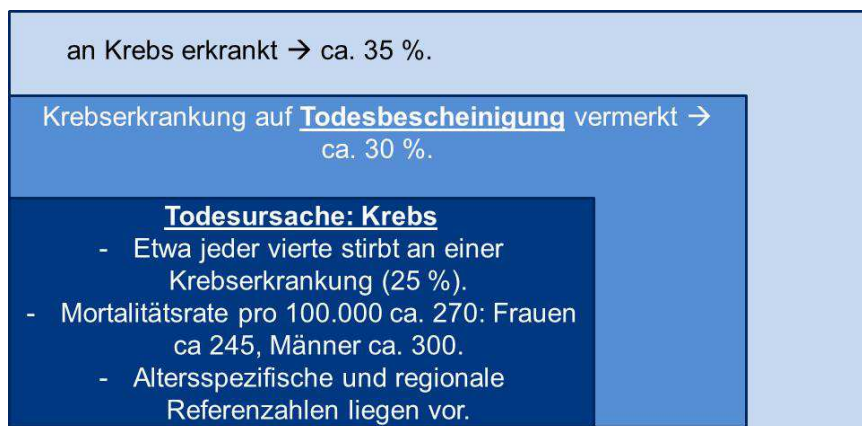 an Krebs erkrankt → ca. 35 %.
Krebserkrankung auf Todesbescheinigung vermerkt →
ca. 30 %.
Todesursache: Krebs
- Etwa jeder vierte stirbt an einer
Krebserkrankung (25 %).
- Mortalitätsrate pro 100.000 ca. 270: Frauen
ca 245, Männer ca. 300.
- Altersspezifische und regionale
Referenzahlen liegen vor.